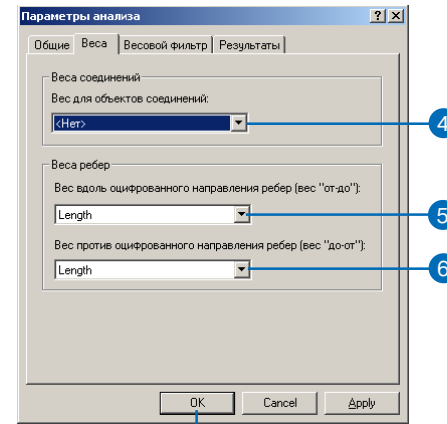 Параметры анализа
Общие Веса Весовой фильтр Результаты
Веса соединений
Вес для объектов соединений:
<Нет>
4
Веса ребер
Вес вдоль оцифрованного направления ребер (вес "от-до"):
Length
5
Вес против оцифрованного направления ребер (вес "до-от"):
Length
6
OK Cancel Apply